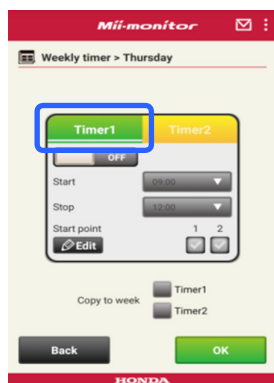 Mii-monitor
Weekly timer > Thursday
Timer1 Timer2
OFF
Start 09:00
Stop 12:00
Start point 1 2
Edit
Copy to week
Timer1
Timer2
Back OK
HONDA